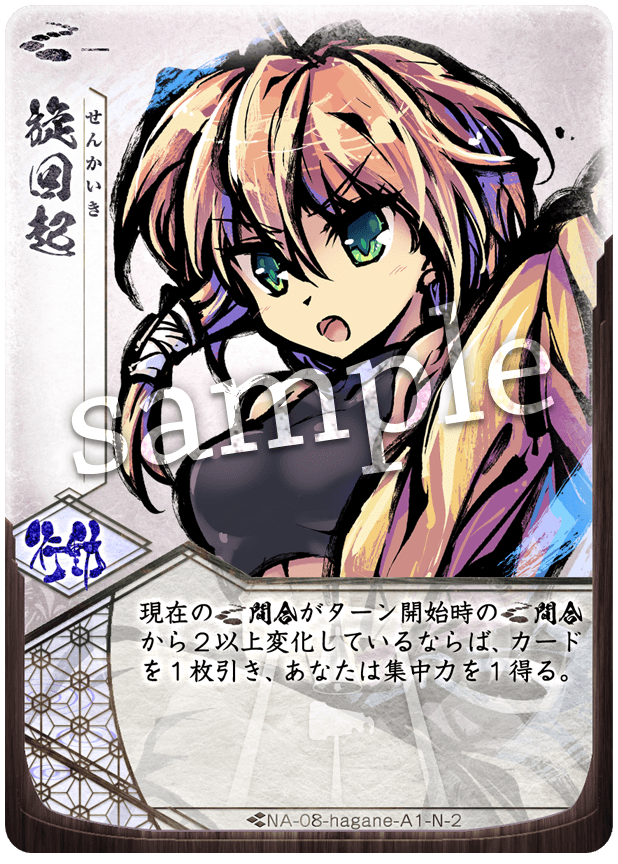 旋回起
せんかいき
sample
行動
現在の間合がターン開始時の間合
から２以上変化しているならば、カード
を１枚引き、あなたは集中力を１得る。
NA-08-hagane-A1-N-2